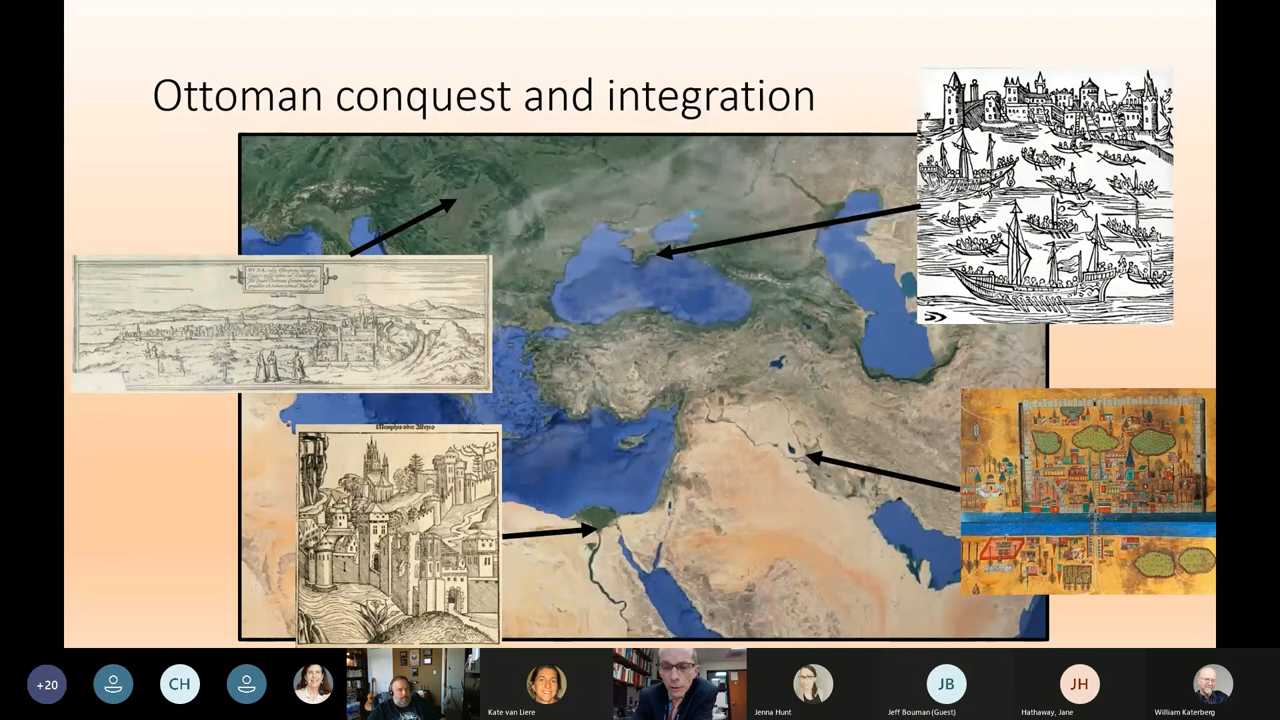 Ottoman conquest and integration
Memphis oder Alkeyro
+20
CH
Kate van Liere
Jenna Hunt
JB
Jeff Bouman (Guest)
JH
Hathaway, Jane
William Katerberg